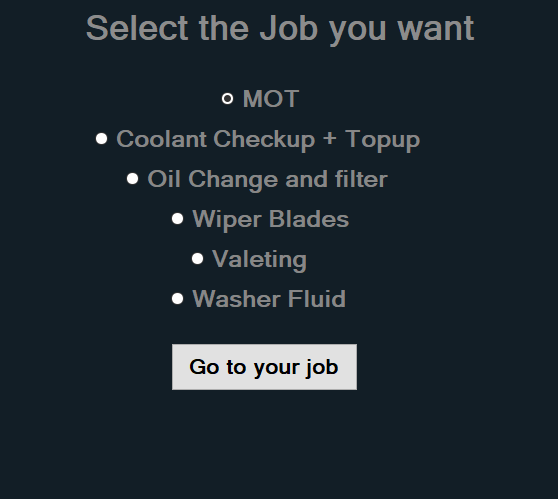 Select the Job you want
MOT
Coolant Checkup + Topup
Oil Change and filter
Wiper Blades
Valeting
Washer Fluid
Go to your job